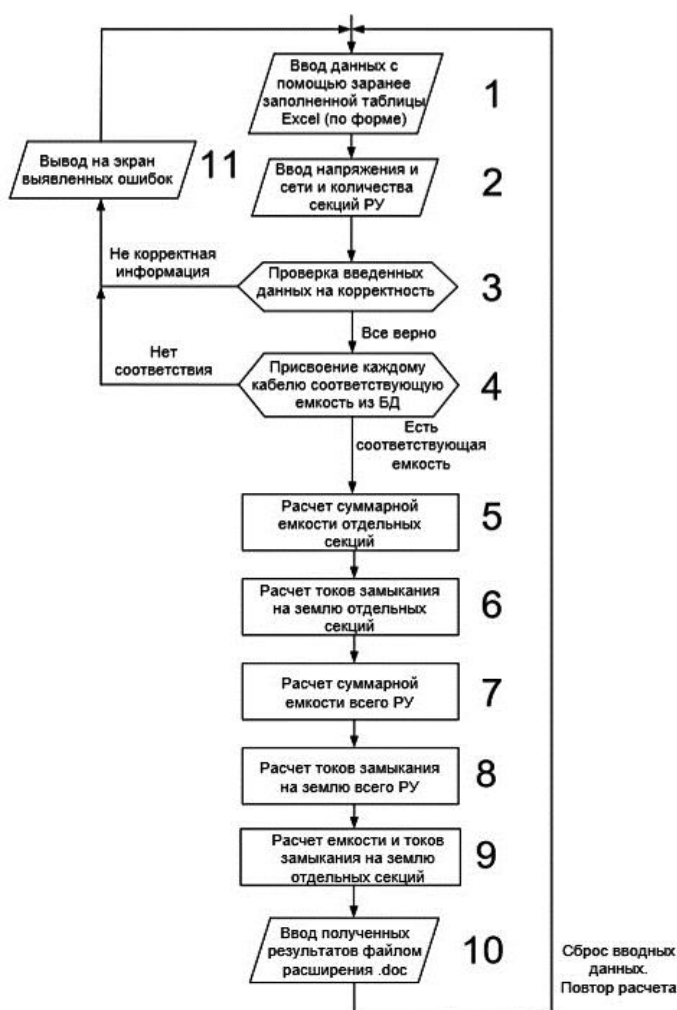 Ввод данных с
помощью заранее
заполненной таблицы
Excel (по форме)
1
Ввод напряжения и
сети и количества
секций РУ
2
Вывод на экран
выявленных ошибок
11
Не корректная
информация
Проверка введенных
данных на корректность
3
Все верно
Нет
соответствия
Присвоение каждому
кабелю соответствующую
емкость из БД
4
Есть
соответствующая
емкость
Расчет суммарной
емкости отдельных
секций
5
Расчет токов замыкания
на землю отдельных
секций
6
Расчет суммарной
емкости всего РУ
7
Расчет токов замыкания
на землю всего РУ
8
Расчет емкости и токов
замыкания на землю
отдельных секций
9
Ввод полученных
результатов файлом
расширения .doc
10
Сброс вводных
данных.
Повтор расчета